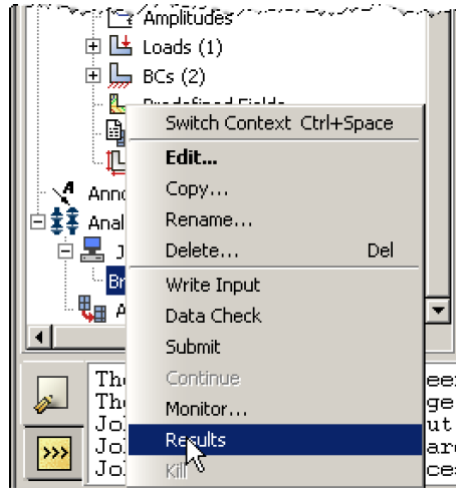 Amplitudes
Loads (1)
BCs (2)
Switch Context Ctrl+Space
Edit...
Copy...
Rename...
Delete... Del
Write Input
Data Check
Submit
Continue
Monitor...
Results
Kill